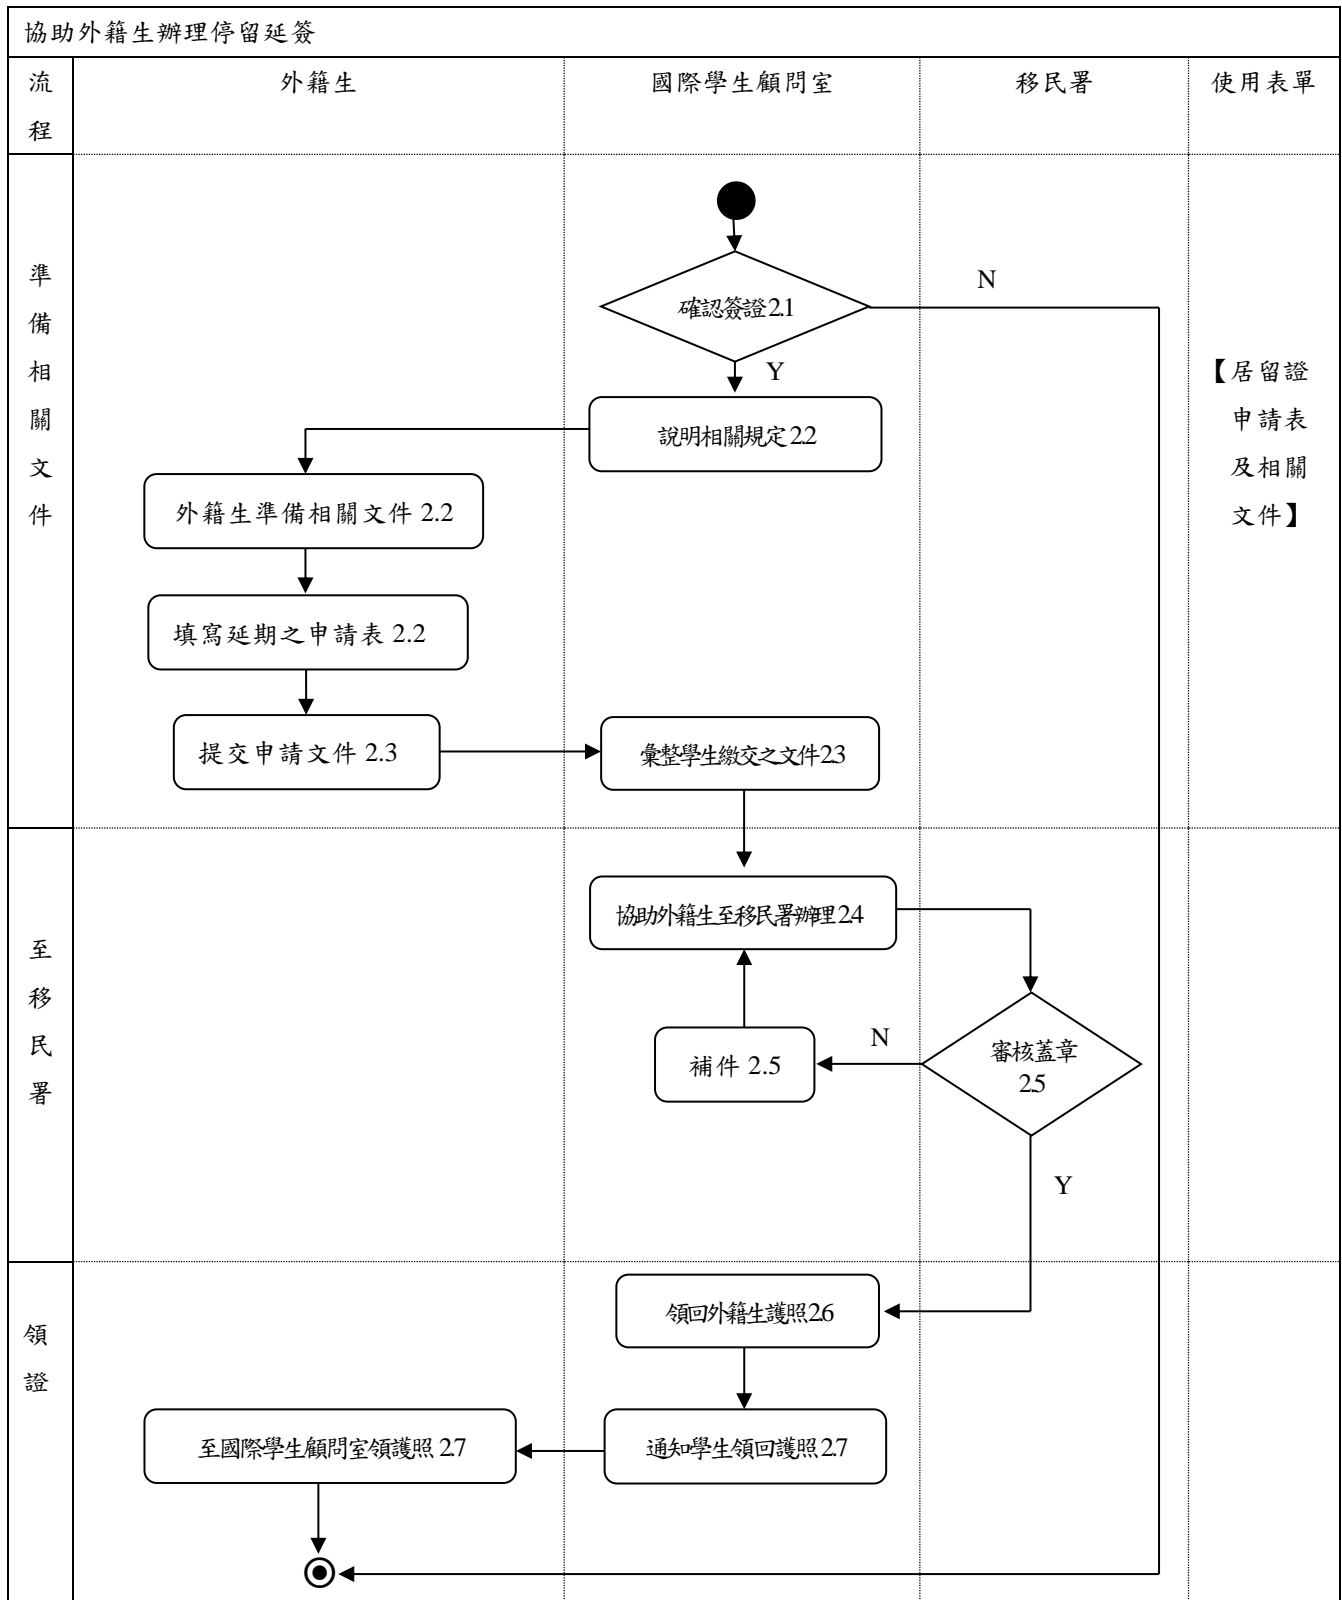 協助外籍生辦理停留延簽
流
程
外籍生
國際學生顧問室
移民署
使用表單
準
備
相
關
文
件
確認簽證2.1
N
Y
說明相關規定2.2
外籍生準備相關文件 2.2
填寫延期之申請表 2.2
提交申請文件 2.3
彙整學生繳交之文件2.3
【居留證
申請表
及相關
文件】
至
移
民
署
協助外籍生至移民署辦理2.4
補件 2.5
N
審核蓋章
2.5
Y
領
證
領回外籍生護照2.6
通知學生領回護照2.7
至國際學生顧問室領護照2.7